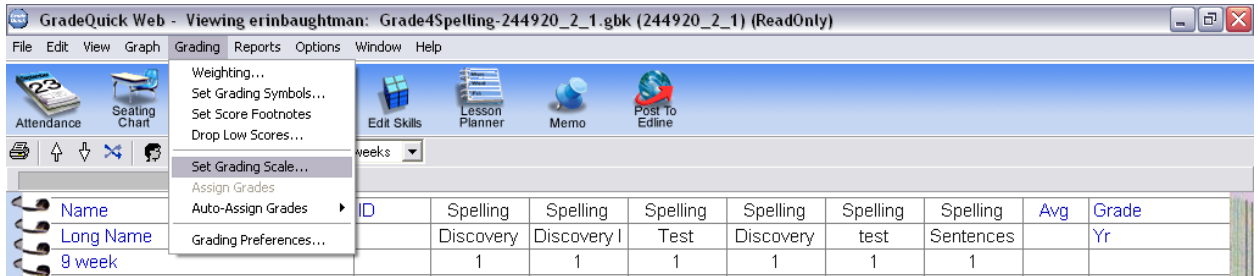 GradeQuick Web - Viewing erinbaughtman: Grade4Spelling-244920_2_1.gbk (244920_2_1) (ReadOnly)
File Edit View Graph Grading Reports Options Window Help
Weighting...
Set Grading Symbols...
Set Score Footnotes
Drop Low Scores...
Set Grading Scale...
Assign Grades
Auto-Assign Grades
Grading Preferences...
23
Attendance
Seating
Chart
Edit Skills
Lesson
Planner
Memo
Post To
Edline
weeks
Name ID Spelling Spelling Spelling Spelling Spelling Spelling Avg Grade
Long Name Discovery Discovery I Test Discovery test Sentences Yr
9 week 1 1 1 1 1 1